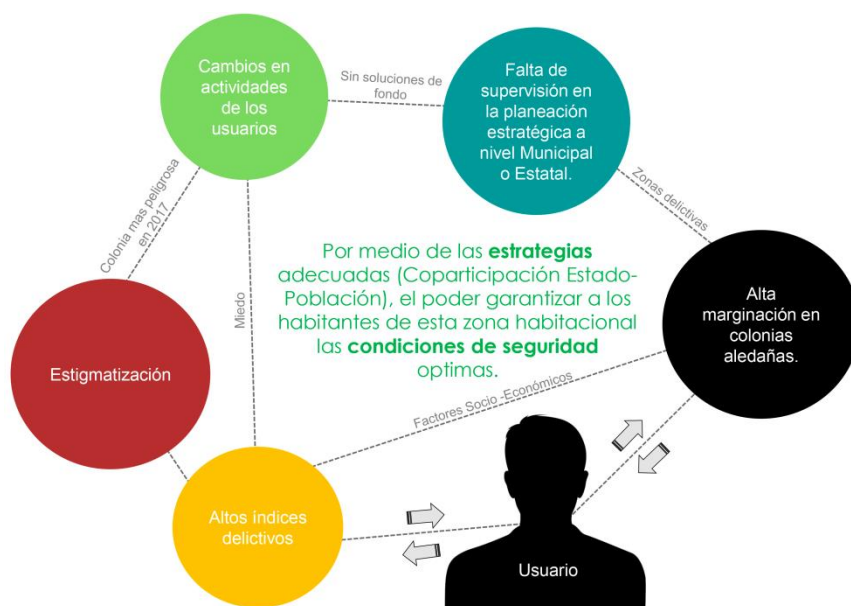 Cambios en
actividades
de los
usuarios
Sin soluciones de
fondo
Falta de
supervisión en
la planeación
estratégica a
nivel Municipal
o Estatal.
Colonia mas peligrosa
en 2017
Miedo
Zonas delictivas
Por medio de las estrategias
adecuadas (Coparticipación Estado-
Población), el poder garantizar a los
habitantes de esta zona habitacional
las condiciones de seguridad
optimas.
Alta
marginación en
colonias
aledañas.
Estigmatización
Factores Socio -Económicos
Altos índices
delictivos
Usuario